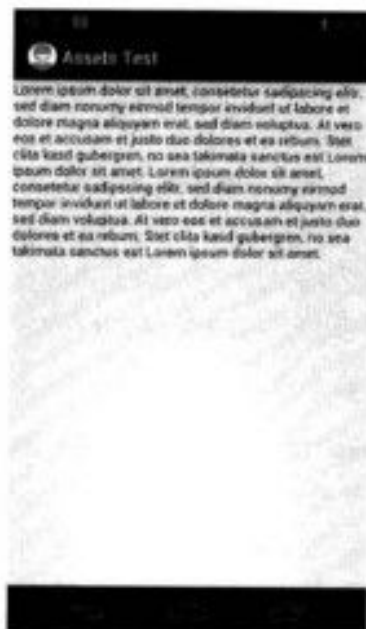 Assets Test
Lorem ipsum dolor sit amet, consetetur sadipscing elitr,
sed diam nonumy eirmod tempor invidunt ut labore et
dolore magna aliquyam erat, sed diam voluptua. At vero
eos et accusam et justo duo dolores et ea rebum. Stet
clita kasd gubergren, no sea takimata sanctus est Lorem
ipsum dolor sit amet. Lorem ipsum dolor sit amet,
consetetur sadipscing elitr, sed diam nonumy eirmod
tempor invidunt ut labore et dolore magna aliquyam erat,
sed diam voluptua. At vero eos et accusam et justo duo
dolores et ea rebum. Stet clita kasd gubergren, no sea
takimata sanctus est Lorem ipsum dolor sit amet.